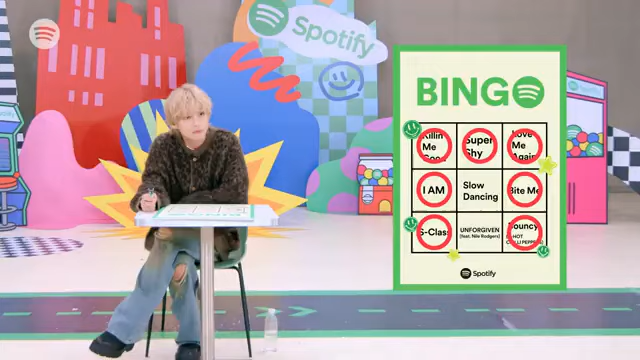 Spotify
BINGO
Killin'
Me
Good
Super
Shy
Love
Me
Again
I AM
Slow
Dancing
Bite Me
S-Class
UNFORGIVEN
(feat. Nile Rodgers)
Bouncy
(K-HOT
CHILLI PEPPERS)
Spotify